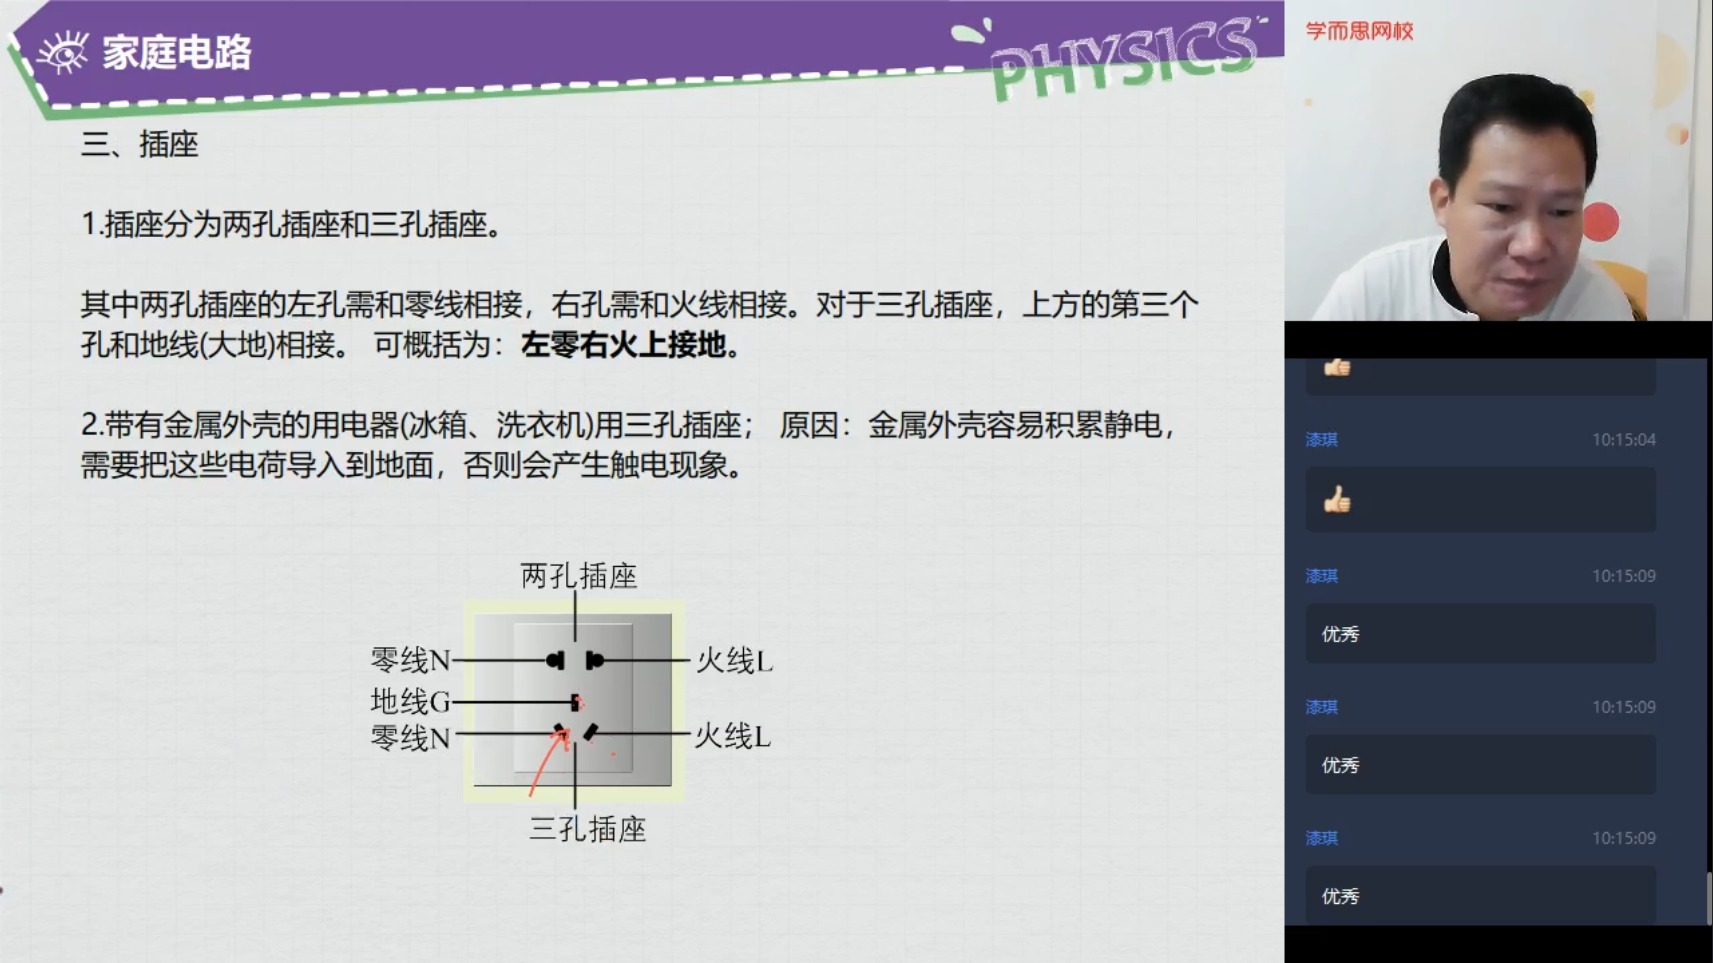 家庭电路
PHYSICS
三、插座
1.插座分为两孔插座和三孔插座。
其中两孔插座的左孔需和零线相接，右孔需和火线相接。对于三孔插座，上方的第三个
孔和地线(大地)相接。 可概括为：左零右火上接地。
2.带有金属外壳的用电器(冰箱、洗衣机)用三孔插座； 原因：金属外壳容易积累静电，
需要把这些电荷导入到地面，否则会产生触电现象。
两孔插座
零线N
火线L
地线G
零线N
火线L
三孔插座
学而思网校
漆琪 10:15:04
漆琪 10:15:09
优秀
漆琪 10:15:09
优秀
漆琪 10:15:09
优秀